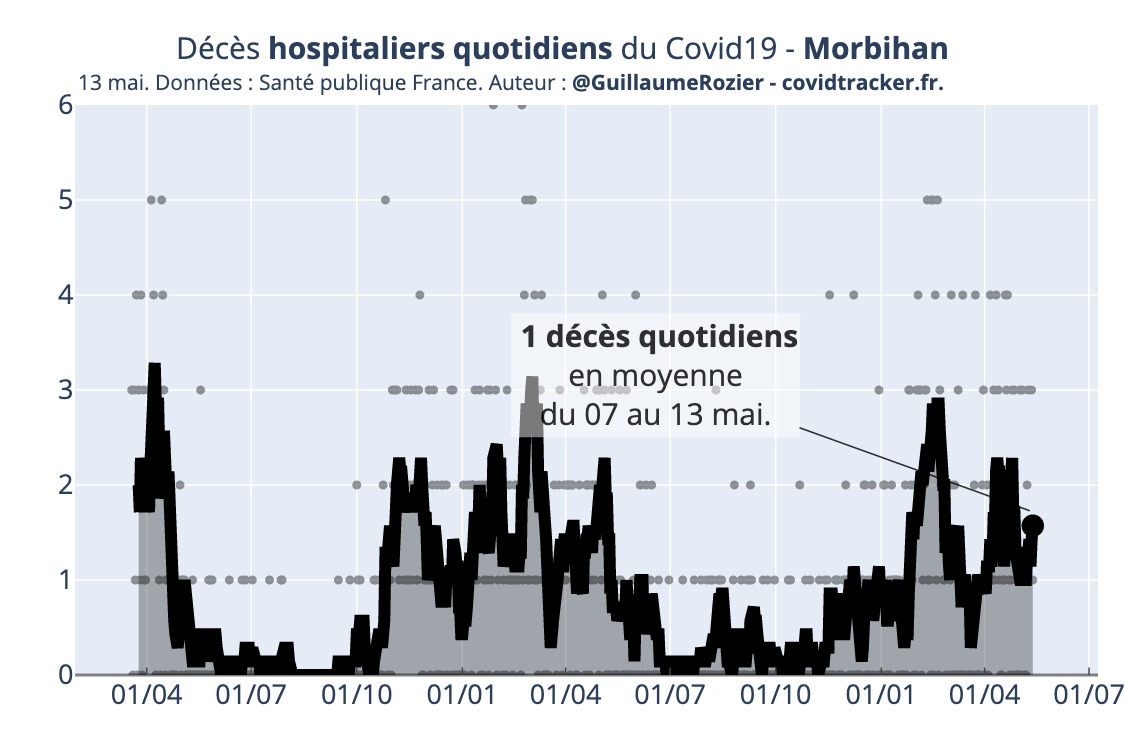 Décès hospitaliers quotidiens du Covid19 - Morbihan
13 mai. Données : Santé publique France. Auteur : @GuillaumeRozier - covidtracker.fr.
6
5
4
3
2
1
0
1 décès quotidiens
en moyenne
du 07 au 13 mai.
01/04 01/07 01/10 01/01 01/04 01/07 01/10 01/01 01/04 01/07